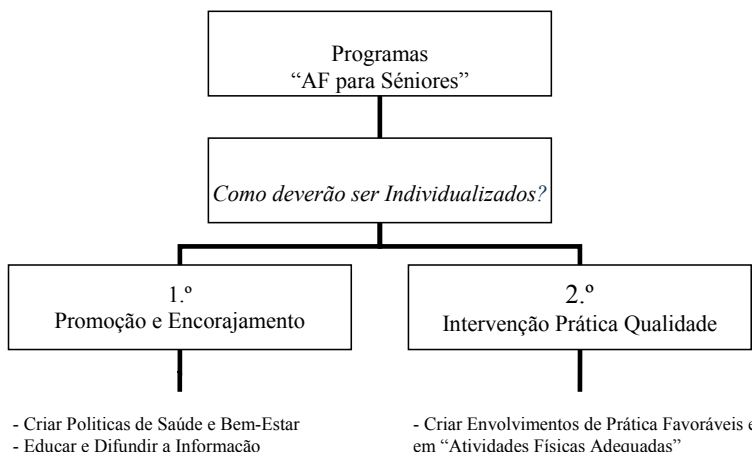 Programas
“AF para Séniores”
Como deverão ser Individualizados?
1.º
Promoção e Encorajamento
2.º
Intervenção Prática Qualidade
- Criar Politicas de Saúde e Bem-Estar
- Educar e Difundir a Informação
- Criar Envolvimentos de Prática Favoráveis e
em “Atividades Físicas Adequadas”